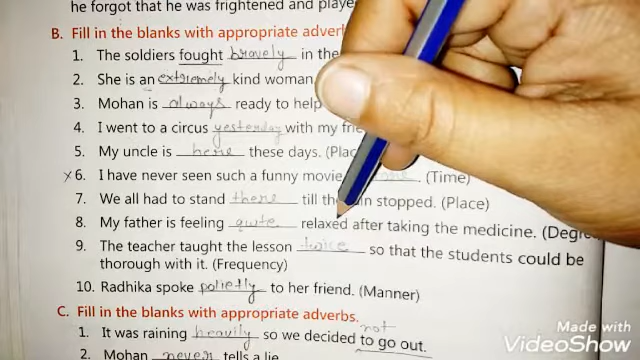 he forgot that he was frightened and playe
B. Fill in the blanks with appropriate adverb
1. The soldiers fought bravely in the
2. She is an extremely kind woman
3. Mohan is always ready to help
4. I went to a circus yesterday with my frie
5. My uncle is here these days. (Plac
x 6. I have never seen such a funny movie (Time)
7. We all had to stand there till the in stopped. (Place)
8. My father is feeling quite relaxed after taking the medicine. (Degree
9. The teacher taught the lesson twice so that the students could be
thorough with it. (Frequency)
10. Radhika spoke polietly to her friend. (Manner)
C. Fill in the blanks with appropriate adverbs.
not
1. It was raining heavily so we decided to go out.
2. Mohan never tells a lie
Made with
VideoShow